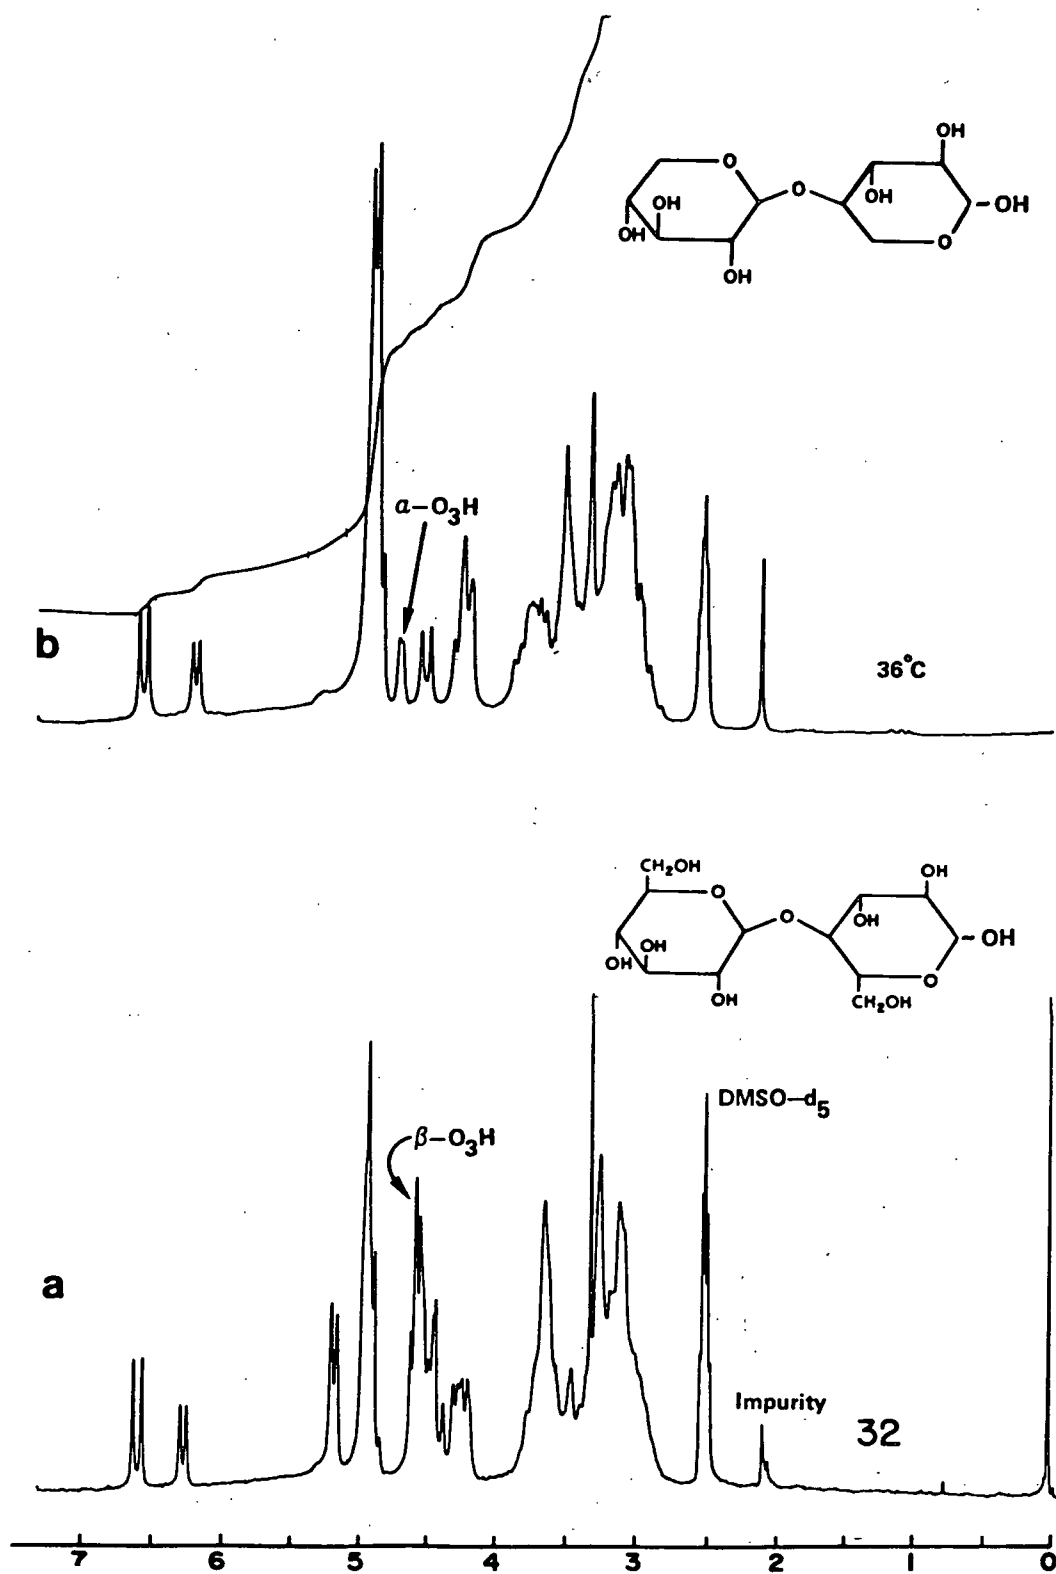 OH
O
O
OH
OH
OH
OH
O
OH
α–O₃H
b
36°C
CH₂OH
OH
O
O
OH
OH
OH
OH
O
OH
CH₂OH
DMSO–d₅
β–O₃H
a
Impurity
32
7 6 5 4 3 2 1 0